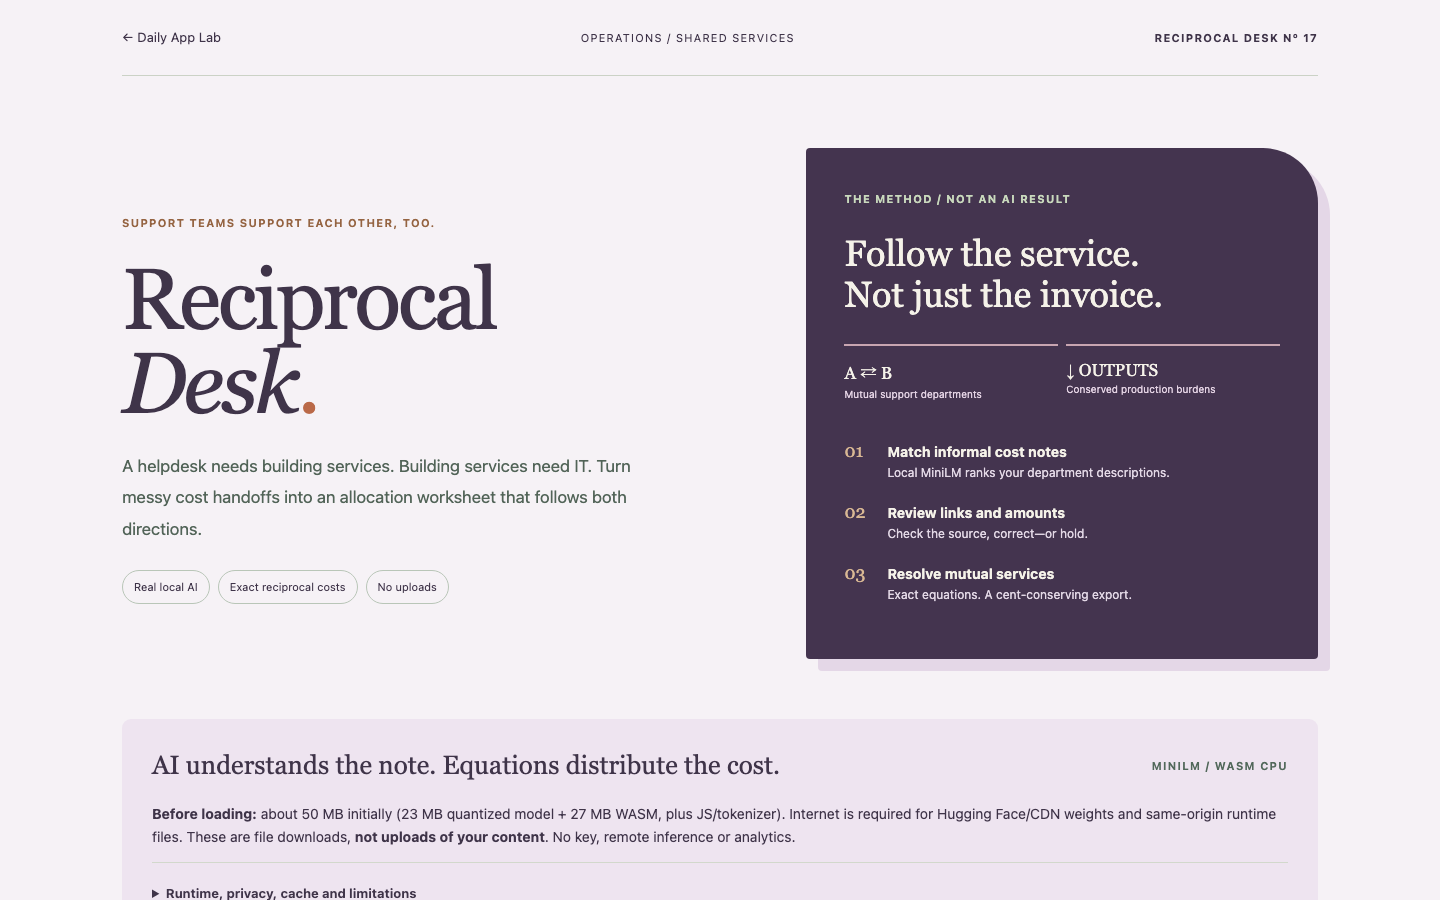 ← Daily App Lab
OPERATIONS / SHARED SERVICES
RECIPROCAL DESK Nº 17
SUPPORT TEAMS SUPPORT EACH OTHER, TOO.
Reciprocal
Desk.
A helpdesk needs building services. Building services need IT. Turn
messy cost handoffs into an allocation worksheet that follows both
directions.
Real local AI
Exact reciprocal costs
No uploads
THE METHOD / NOT AN AI RESULT
Follow the service.
Not just the invoice.
A ⇄ B
Mutual support departments
↓ OUTPUTS
Conserved production burdens
01
Match informal cost notes
Local MiniLM ranks your department descriptions.
02
Review links and amounts
Check the source, correct—or hold.
03
Resolve mutual services
Exact equations. A cent-conserving export.
AI understands the note. Equations distribute the cost.
MINILM / WASM CPU
Before loading: about 50 MB initially (23 MB quantized model + 27 MB WASM, plus JS/tokenizer). Internet is required for Hugging Face/CDN weights and same-origin runtime
files. These are file downloads, not uploads of your content. No key, remote inference or analytics.
▶ Runtime, privacy, cache and limitations